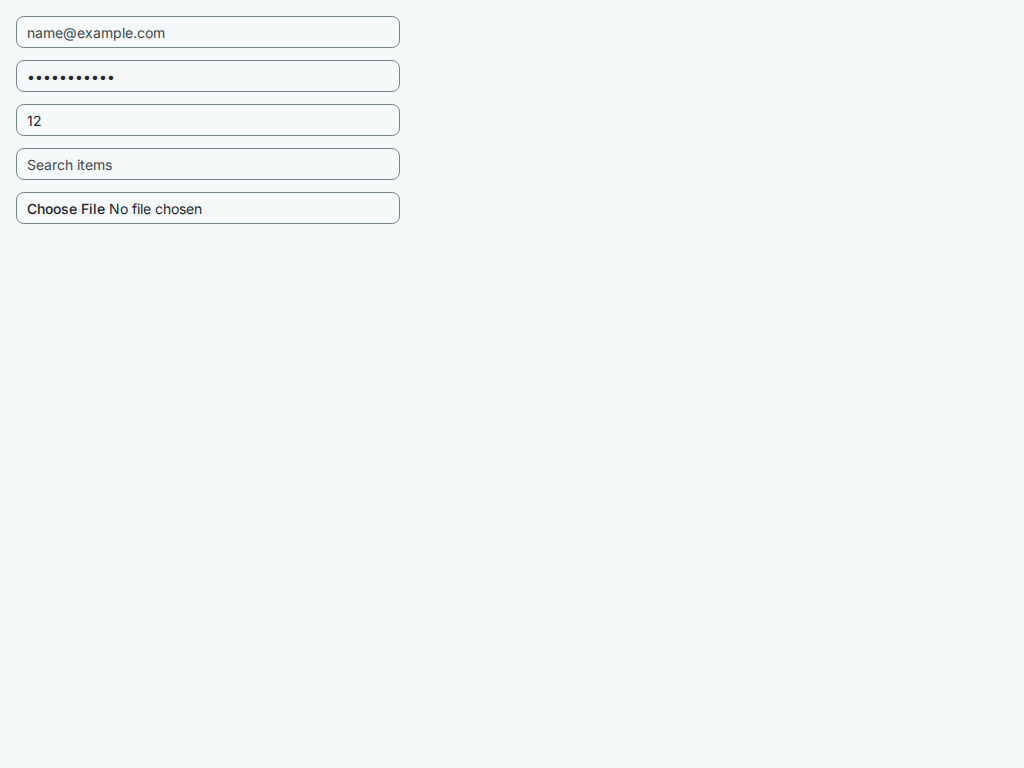 name@example.com
•••••••••••
12
Search items
Choose File No file chosen